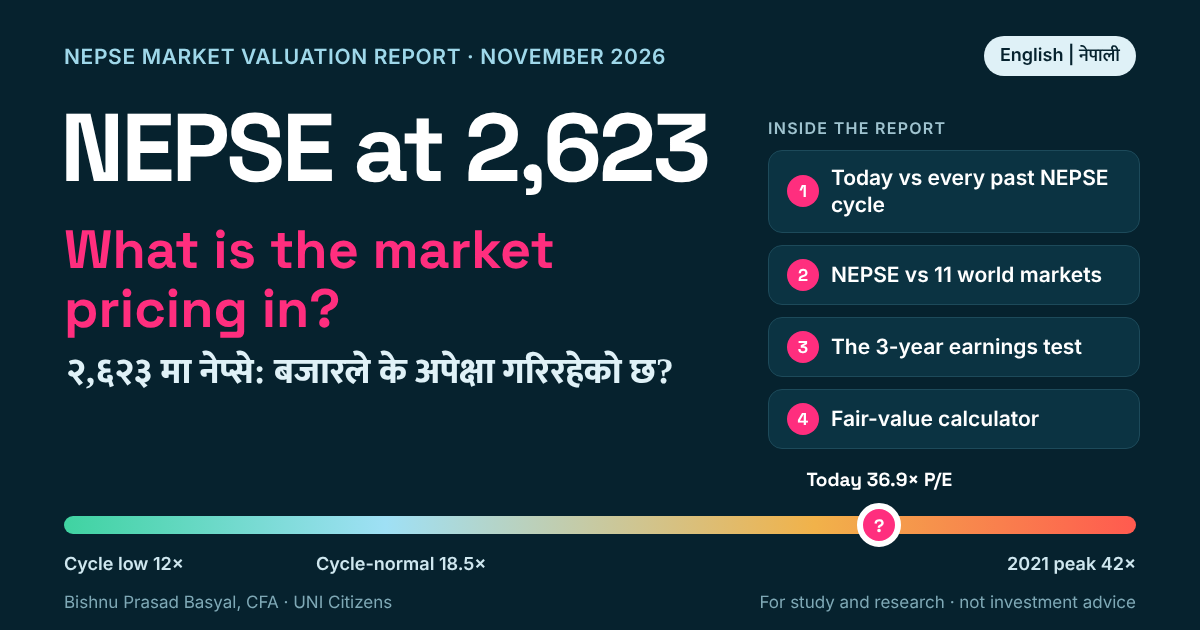 NEPSE MARKET VALUATION REPORT · NOVEMBER 2026
English | नेपाली
NEPSE at 2,623
What is the market
pricing in?
२,६२३ मा नेप्से: बजारले के अपेक्षा गरिरहेको छ?
INSIDE THE REPORT
1 Today vs every past NEPSE
cycle
2 NEPSE vs 11 world markets
3 The 3-year earnings test
4 Fair-value calculator
Today 36.9× P/E
?
Cycle low 12×
Cycle-normal 18.5×
2021 peak 42×
Bishnu Prasad Basyal, CFA · UNI Citizens
For study and research · not investment advice